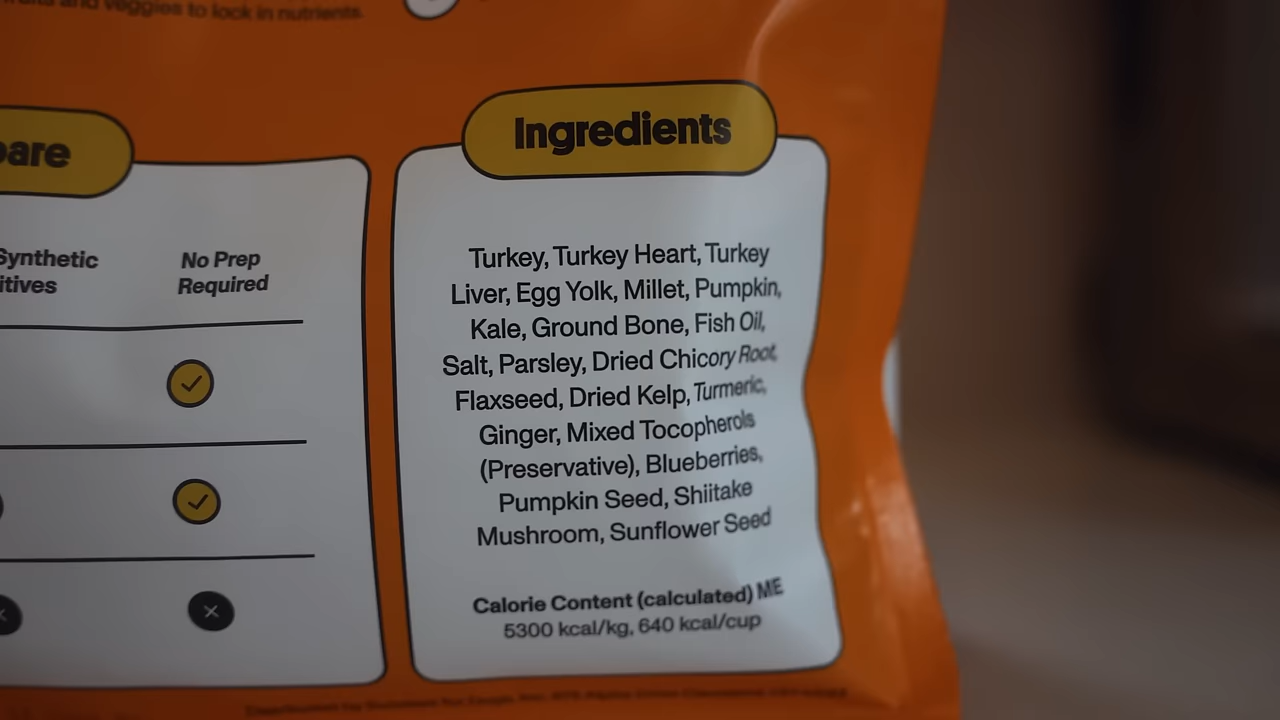 and veggies to lock in nutrients.
Ingredients
Synthetic
No Prep
Required
Turkey, Turkey Heart, Turkey
Liver, Egg Yolk, Millet, Pumpkin,
Kale, Ground Bone, Fish Oil,
Salt, Parsley, Dried Chicory Root,
Flaxseed, Dried Kelp, Turmeric,
Ginger, Mixed Tocopherols
(Preservative), Blueberries,
Pumpkin Seed, Shiitake
Mushroom, Sunflower Seed
Calorie Content (calculated) ME
5300 kcal/kg, 640 kcal/cup